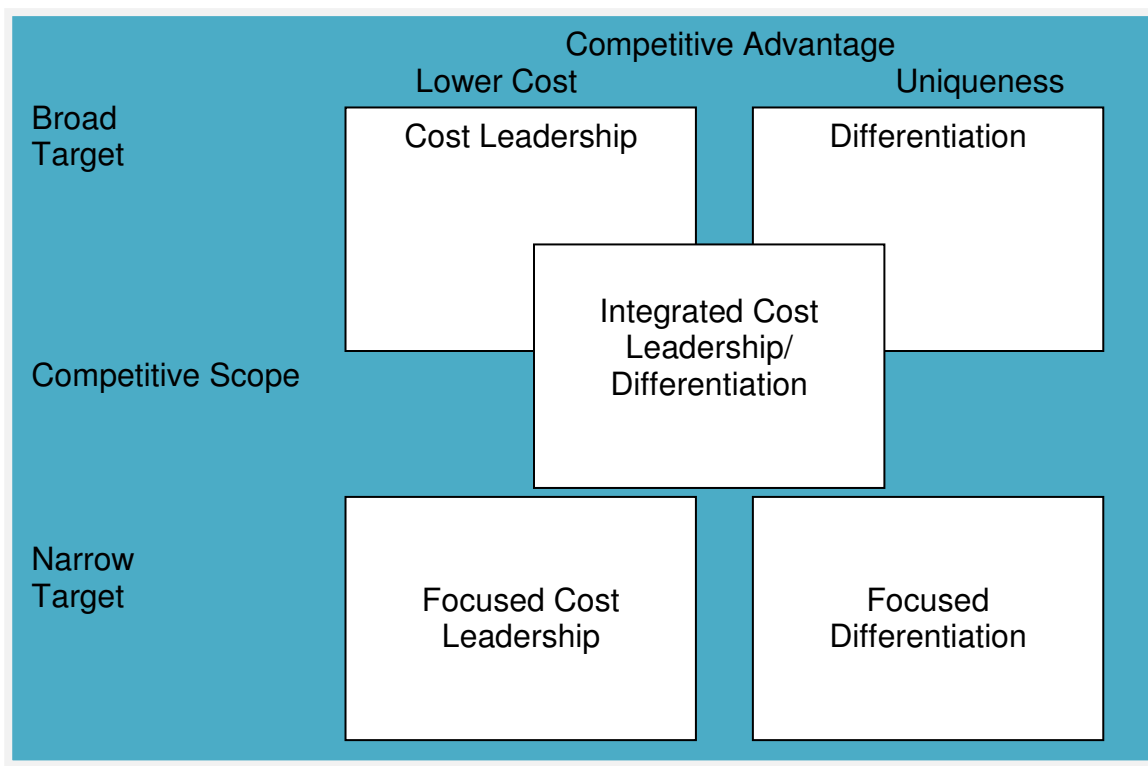 Competitive Advantage
Lower Cost
Uniqueness
Broad
Target
Cost Leadership
Differentiation
Integrated Cost
Leadership/
Differentiation
Competitive Scope
Narrow
Target
Focused Cost
Leadership
Focused
Differentiation